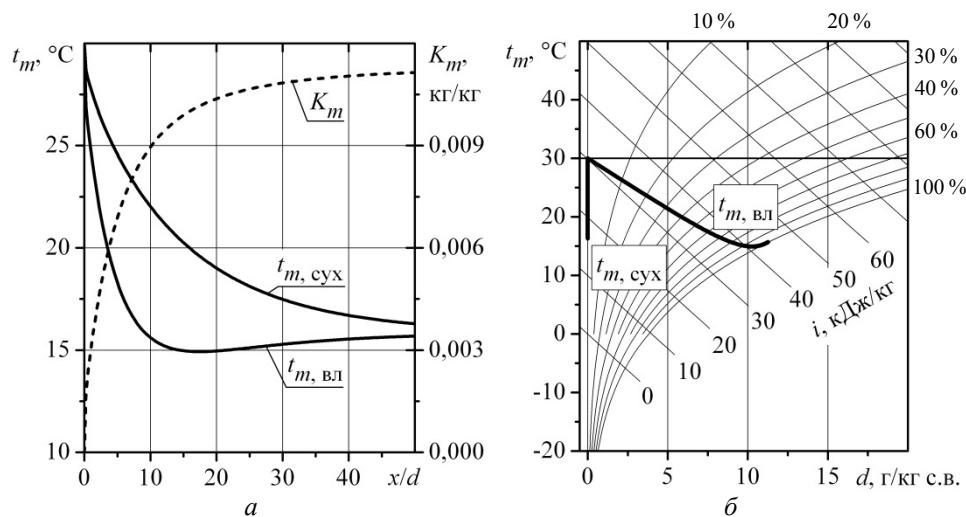 10 %
20 %
t_m, °C
K_m,
кг/кг
t_m, °C
30 %
40 %
60 %
100 %
40
30
20
10
0
-10
-20
25
20
15
10
0,009
0,006
0,003
0,000
K_m
t_m, сух
t_m, вл
t_m, вл
t_m, сух
60
50
40
30
20
10
0
i, кДж/кг
0 10 20 30 40 x/d
0 5 10 15 d, г/кг с.в.
а
б